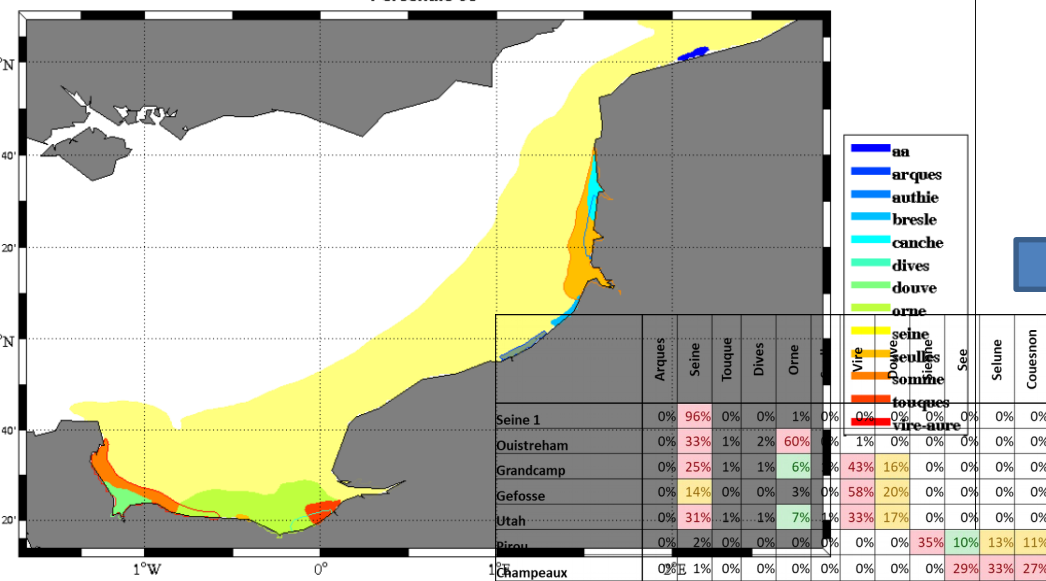 °N
40'
20'
°N
40'
20'
1°W 0° 2°E
aa
arques
authie
bresle
canche
dives
douve
orne
seine
seulles
somme
touques
vire-aure
Arques Seine Touque Dives Orne Vire Douve Sienne See Selune Couesnon
Seine 1 0% 96% 0% 0% 1% 0% 0% 0% 0% 0% 0% 0%
Ouistreham 0% 33% 1% 2% 60% 1% 0% 0% 0% 0% 0%
Grandcamp 0% 25% 1% 1% 6% 0% 43% 16% 0% 0% 0% 0%
Gefosse 0% 14% 0% 0% 3% 0% 58% 20% 0% 0% 0% 0%
Utah 0% 31% 1% 1% 7% 1% 33% 17% 0% 0% 0% 0%
Pirou 0% 2% 0% 0% 0% 0% 0% 0% 35% 10% 13% 11%
Champeaux 0% 1% 0% 0% 0% 0% 0% 0% 0% 29% 33% 27%